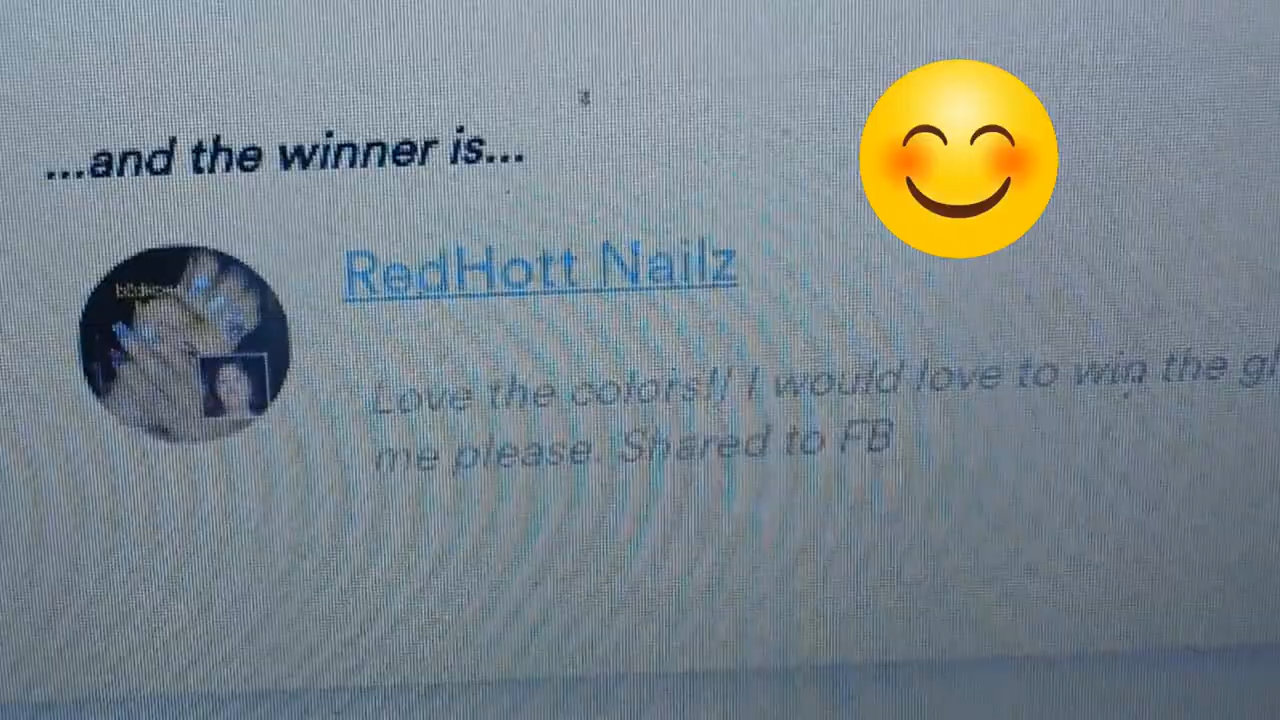 ...and the winner is...
RedHott Nailz
Love the colors!! I would love to win the
me please. Shared to FB